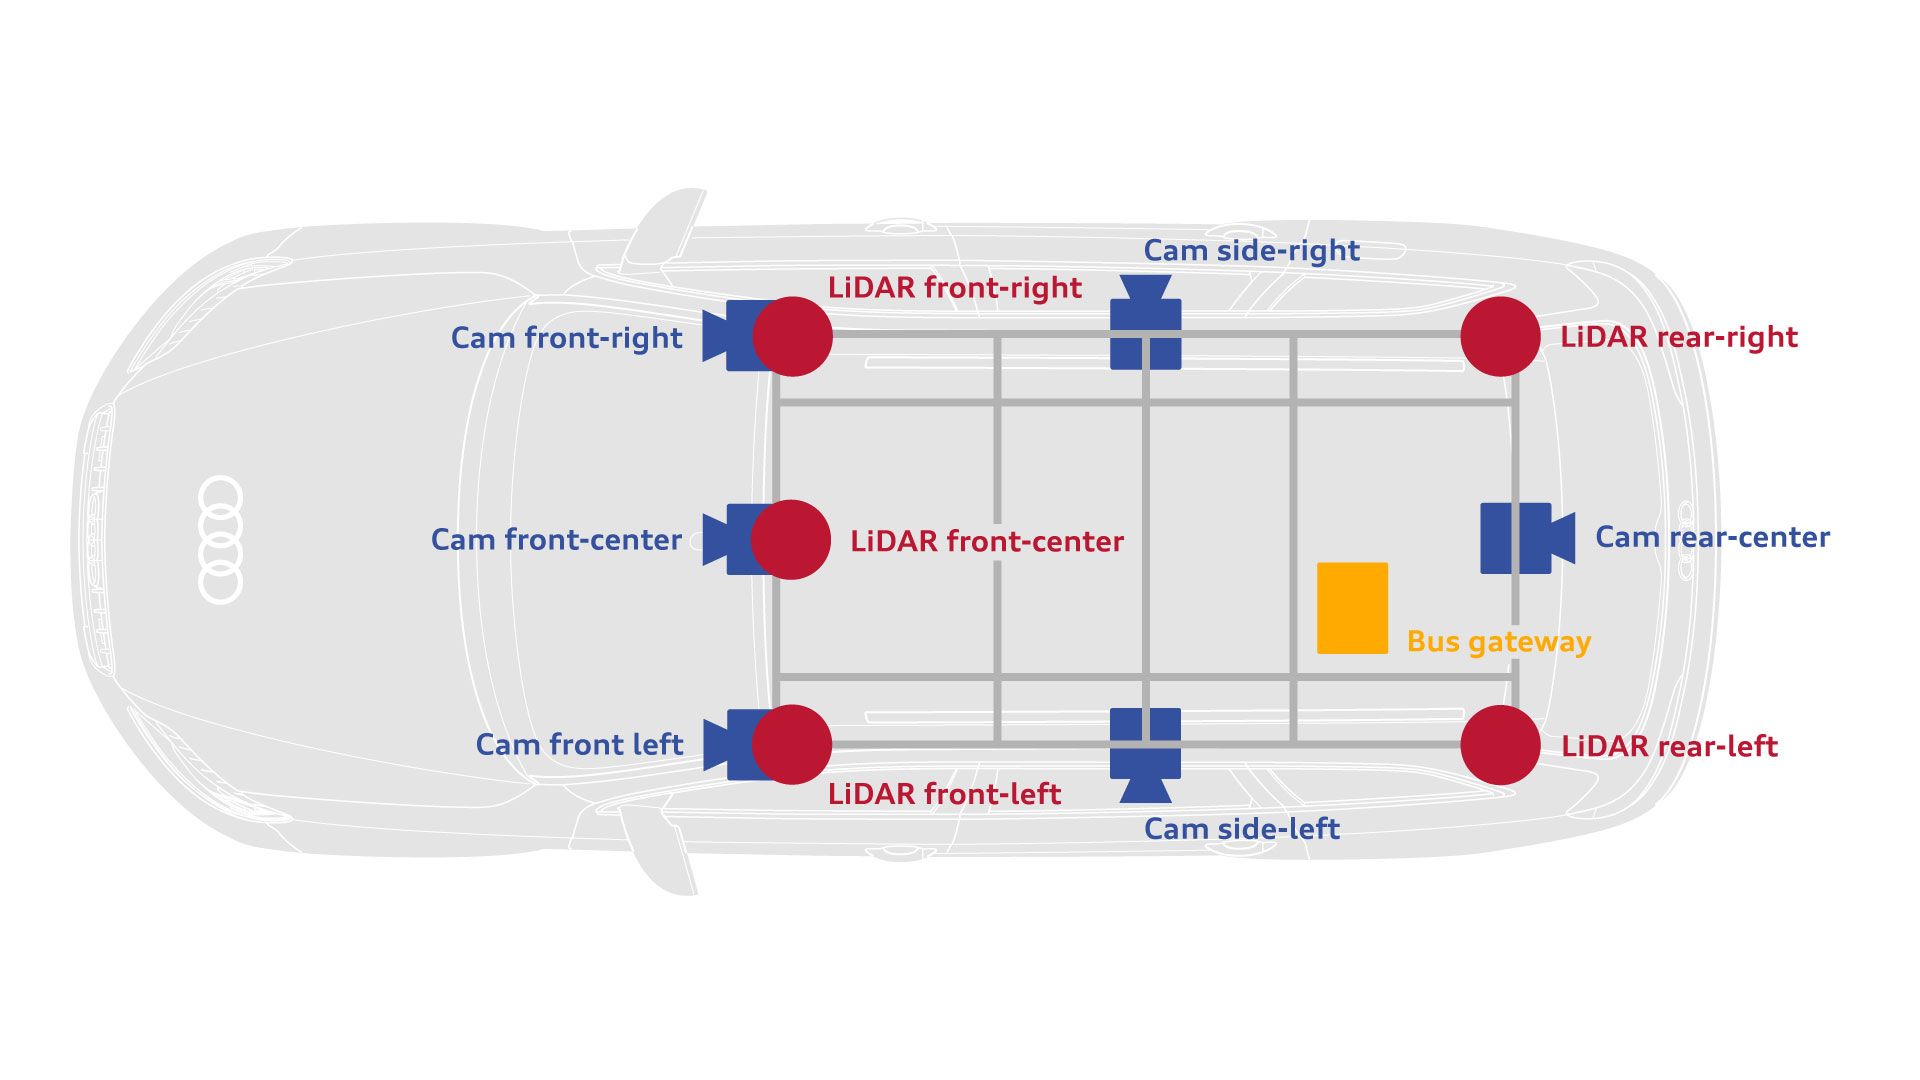 Cam side-right
LiDAR front-right
Cam front-right
LiDAR rear-right
Cam front-center
LiDAR front-center
Cam rear-center
Bus gateway
Cam front left
LiDAR rear-left
LiDAR front-left
Cam side-left